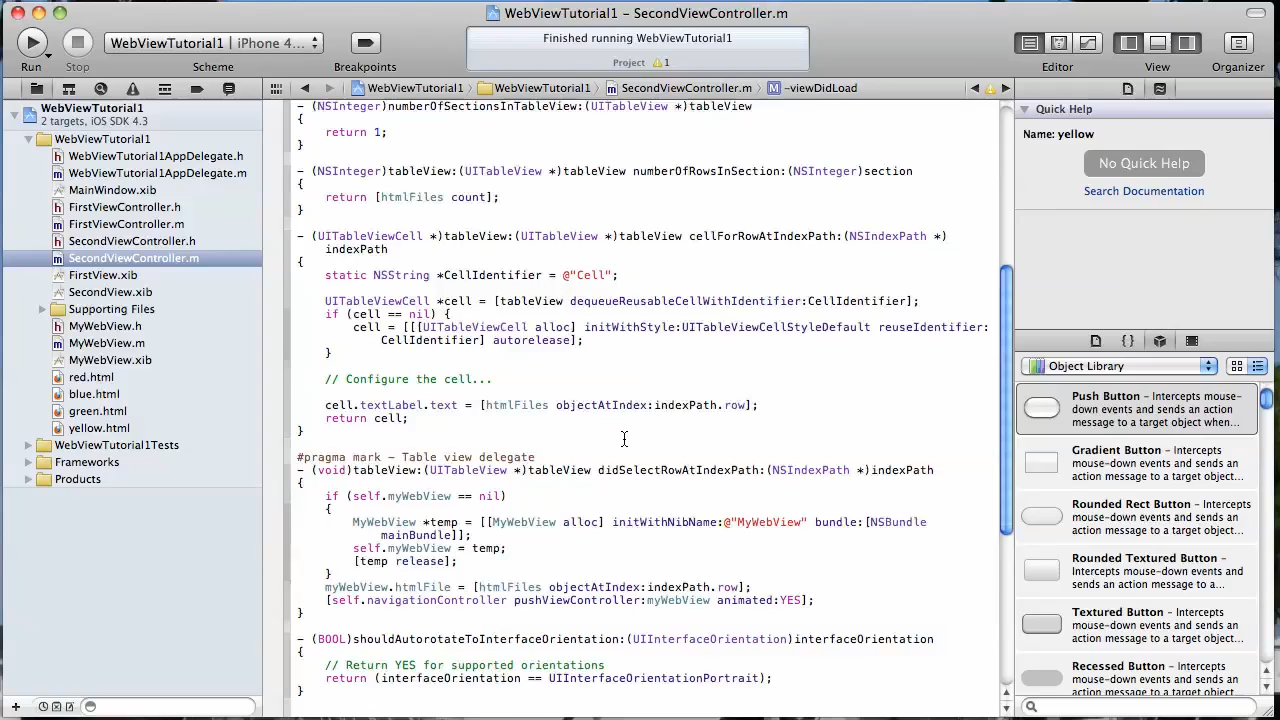 WebViewTutorial1 – SecondViewController.m
Run
Stop
WebViewTutorial1 | iPhone 4...
Scheme
Breakpoints
Finished running WebViewTutorial1
Project 1
Editor
View
Organizer
WebViewTutorial1
WebViewTutorial1
SecondViewController.m
M -viewDidLoad
WebViewTutorial1
2 targets, iOS SDK 4.3
WebViewTutorial1
h WebViewTutorial1AppDelegate.h
m WebViewTutorial1AppDelegate.m
MainWindow.xib
h FirstViewController.h
m FirstViewController.m
h SecondViewController.h
m SecondViewController.m
FirstView.xib
SecondView.xib
Supporting Files
h MyWebView.h
m MyWebView.m
MyWebView.xib
red.html
blue.html
green.html
yellow.html
WebViewTutorial1Tests
Frameworks
Products
- (NSInteger)numberOfSectionsInTableView:(UITableView *)tableView
{
return 1;
}
- (NSInteger)tableView:(UITableView *)tableView numberOfRowsInSection:(NSInteger)section
{
return [htmlFiles count];
}
- (UITableViewCell *)tableView:(UITableView *)tableView cellForRowAtIndexPath:(NSIndexPath *)
indexPath
{
static NSString *CellIdentifier = @"Cell";
UITableViewCell *cell = [tableView dequeueReusableCellWithIdentifier:CellIdentifier];
if (cell == nil) {
cell = [[[UITableViewCell alloc] initWithStyle:UITableViewCellStyleDefault reuseIdentifier:
CellIdentifier] autorelease];
}
// Configure the cell...
cell.textLabel.text = [htmlFiles objectAtIndex:indexPath.row];
return cell;
}
#pragma mark - Table view delegate
- (void)tableView:(UITableView *)tableView didSelectRowAtIndexPath:(NSIndexPath *)indexPath
{
if (self.myWebView == nil)
{
MyWebView *temp = [[MyWebView alloc] initWithNibName:@"MyWebView" bundle:[NSBundle
mainBundle]];
self.myWebView = temp;
[temp release];
}
myWebView.htmlFile = [htmlFiles objectAtIndex:indexPath.row];
[self.navigationController pushViewController:myWebView animated:YES];
}
- (BOOL)shouldAutorotateToInterfaceOrientation:(UIInterfaceOrientation)interfaceOrientation
{
// Return YES for supported orientations
return (interfaceOrientation == UIInterfaceOrientationPortrait);
}
Quick Help
Name: yellow
No Quick Help
Search Documentation
{ }
Object Library
Push Button – Intercepts mouse-
down events and sends an action
message to a target object when...
Gradient Button – Intercepts
mouse-down events and sends an
action message to a target object...
Rounded Rect Button – Intercepts
mouse-down events and sends an
action message to a target object...
Rounded Textured Button –
Intercepts mouse-down events and
sends an action message to a...
Textured Button – Intercepts
mouse-down events and sends an
action message to a target object...
Recessed Button – Intercepts
mouse-down events and sends an